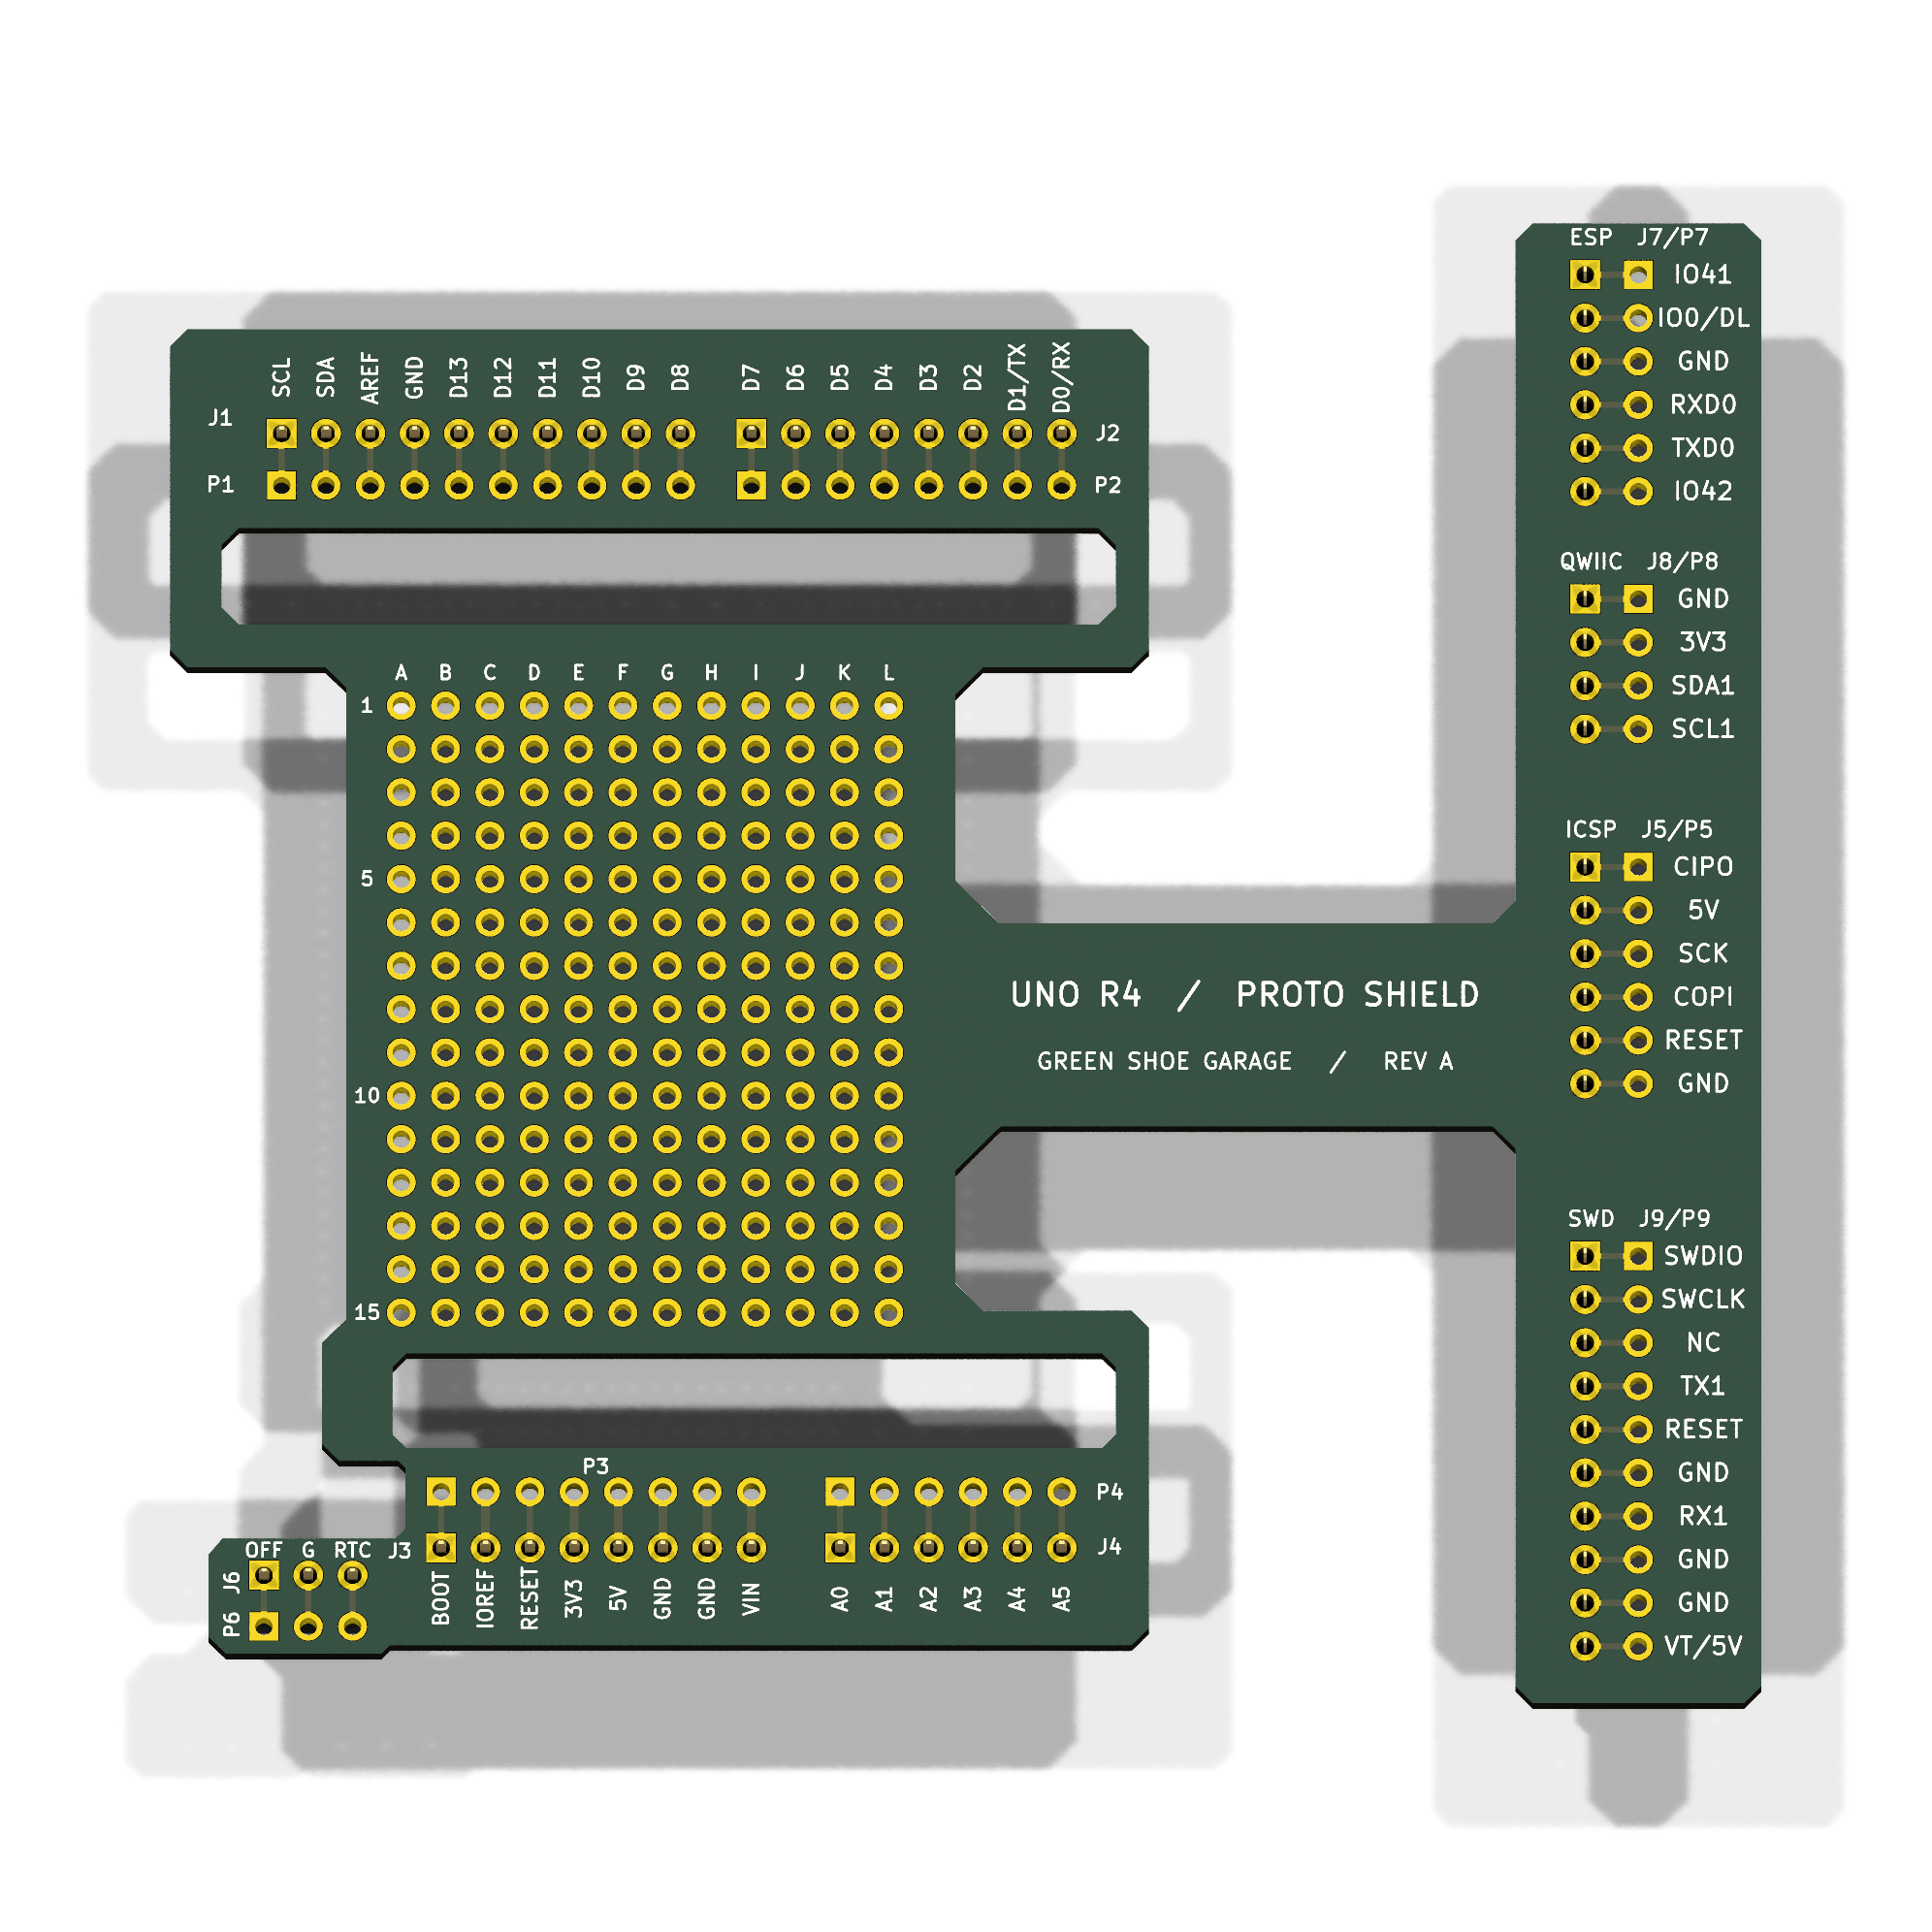 ESP J7/P7
IO41
IO0/DL
GND
RXD0
TXD0
IO42
SCL SDA AREF GND D13 D12 D11 D10 D9 D8 D7 D6 D5 D4 D3 D2 D1/TX D0/RX
J1 J2
P1 P2
QWIIC J8/P8
GND
3V3
SDA1
SCL1
A B C D E F G H I J K L
1
5
10
15
ICSP J5/P5
CIPO
5V
SCK
COPI
RESET
GND
UNO R4 / PROTO SHIELD
GREEN SHOE GARAGE / REV A
SWD J9/P9
SWDIO
SWCLK
NC
TX1
RESET
GND
RX1
GND
GND
VT/5V
P3
P4
OFF G RTC J3 J4
J6
P6
BOOT IOREF RESET 3V3 5V GND GND VIN A0 A1 A2 A3 A4 A5